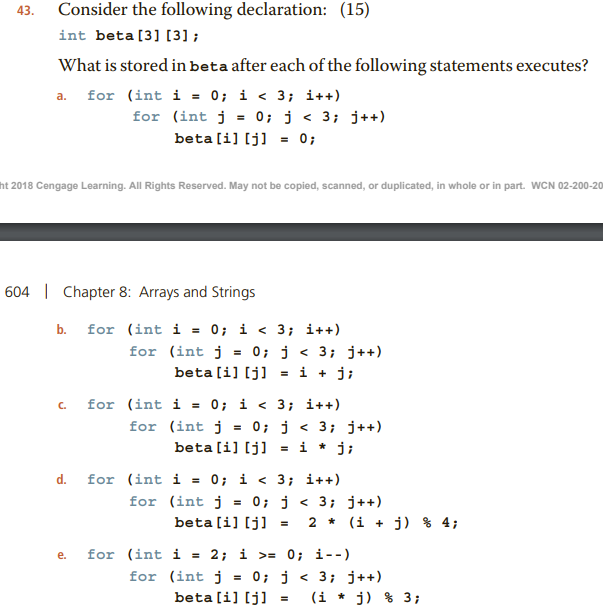 43. Consider the following declaration: (15)
int beta[3][3];
What is stored in beta after each of the following statements executes?
a. for (int i = 0; i < 3; i++)
for (int j = 0; j < 3; j++)
beta[i][j] = 0;
ht 2018 Cengage Learning. All Rights Reserved. May not be copied, scanned, or duplicated, in whole or in part. WCN 02-200-20
604 | Chapter 8: Arrays and Strings
b. for (int i = 0; i < 3; i++)
for (int j = 0; j < 3; j++)
beta[i][j] = i + j;
c. for (int i = 0; i < 3; i++)
for (int j = 0; j < 3; j++)
beta[i][j] = i * j;
d. for (int i = 0; i < 3; i++)
for (int j = 0; j < 3; j++)
beta[i][j] = 2 * (i + j) % 4;
e. for (int i = 2; i >= 0; i--)
for (int j = 0; j < 3; j++)
beta[i][j] = (i * j) % 3;